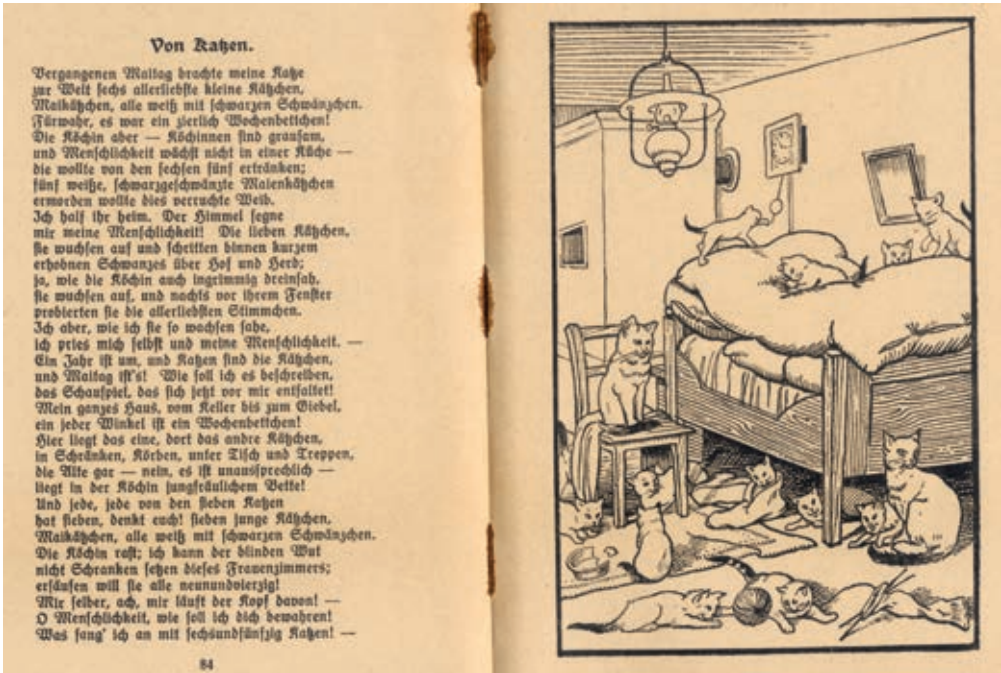 Von Katzen.
Vergangenen Maitag brachte meine Katze
zur Welt sechs allerliebste kleine Kätzchen,
Maikätzchen, alle weiß mit schwarzen Schwänzchen.
Fürwahr, es war ein zierlich Wochenbettchen!
Die Köchin aber — Köchinnen sind grausam,
und Menschlichkeit wächst nicht in einer Küche —
die wollte von den sechsen fünf ertränken;
fünf weiße, schwarzgeschwänzte Maienkätzchen
ermorden wollte dies verruchte Weib.
Ich half ihr heim. Der Himmel segne
mir meine Menschlichkeit! Die lieben Kätzchen,
sie wuchsen auf und schritten binnen kurzem
erhobnen Schwanzes über Hof und Herd;
ja, wie die Köchin auch ingrimmig dreinsah,
sie wuchsen auf, und nachts vor ihrem Fenster
probierten sie die allerliebsten Stimmchen.
Ich aber, wie ich sie so wachsen sahe,
ich pries mich selbst und meine Menschlichkeit. —
Ein Jahr ist um, und Katzen sind die Kätzchen,
und Maitag ist's! Wie soll ich es beschreiben,
das Schauspiel, das sich jetzt vor mir entfaltet!
Mein ganzes Haus, vom Keller bis zum Giebel,
ein jeder Winkel ist ein Wochenbettchen!
Hier liegt das eine, dort das andre Kätzchen,
in Schränken, Körben, unter Tisch und Treppen,
die Alte gar — nein, es ist unaussprechlich —
liegt in der Köchin jungfräulichem Bette!
Und jede, jede von den sieben Katzen
hat sieben, denkt euch! sieben junge Kätzchen,
Maikätzchen, alle weiß mit schwarzen Schwänzchen.
Die Köchin rast; ich kann der blinden Wut
nicht Schranken setzen dieses Frauenzimmers;
ersäufen will sie alle neunundvierzig!
Mir selber, ach, mir läuft der Kopf davon! —
O Menschlichkeit, wie soll ich dich bewahren!
Was fang' ich an mit sechsundfünfzig Katzen! —
84